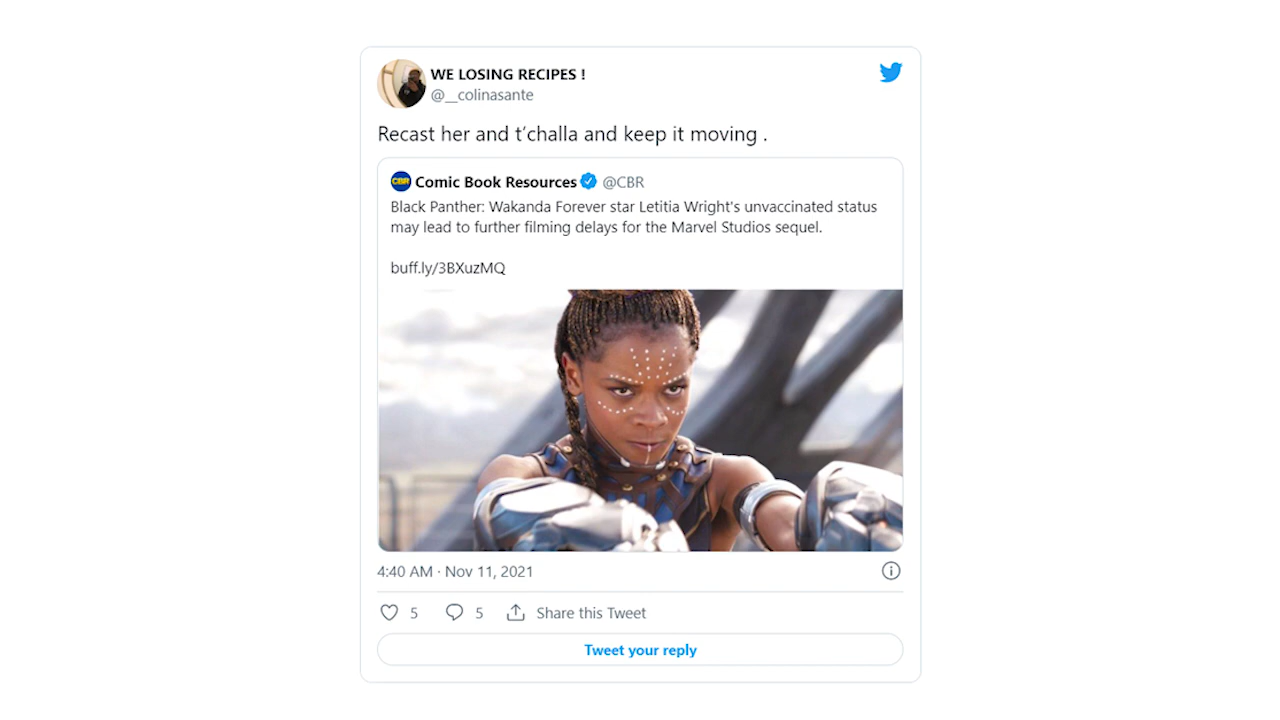 WE LOSING RECIPES !
@__colinasante
Recast her and t'challa and keep it moving .
CBR Comic Book Resources @CBR
Black Panther: Wakanda Forever star Letitia Wright's unvaccinated status
may lead to further filming delays for the Marvel Studios sequel.
buff.ly/3BXuzMQ
4:40 AM · Nov 11, 2021
5 5 Share this Tweet
Tweet your reply